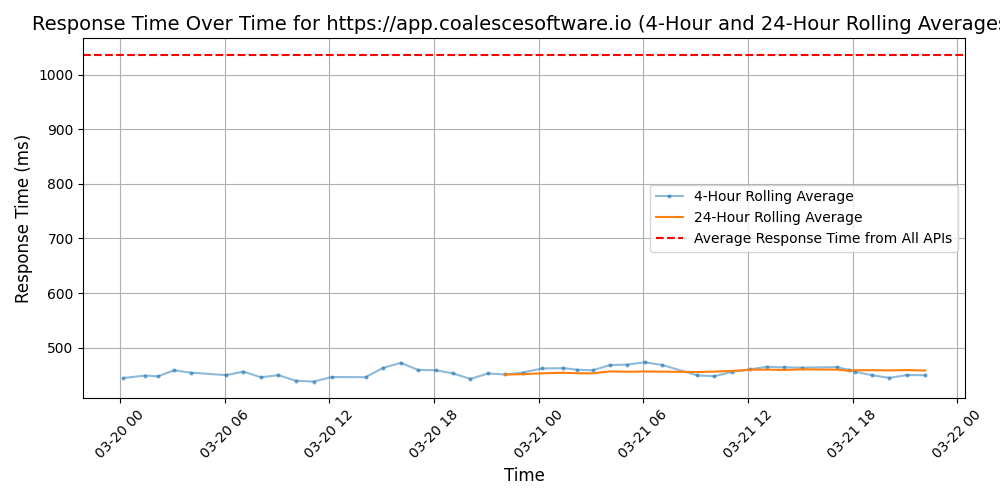 Response Time Over Time for https://app.coalescesoftware.io (4-Hour and 24-Hour Rolling Averages
Response Time (ms)
1000
900
800
700
600
500
4-Hour Rolling Average
24-Hour Rolling Average
Average Response Time from All APIs
03-20 00
03-20 06
03-20 12
03-20 18
03-21 00
03-21 06
03-21 12
03-21 18
03-22 00
Time